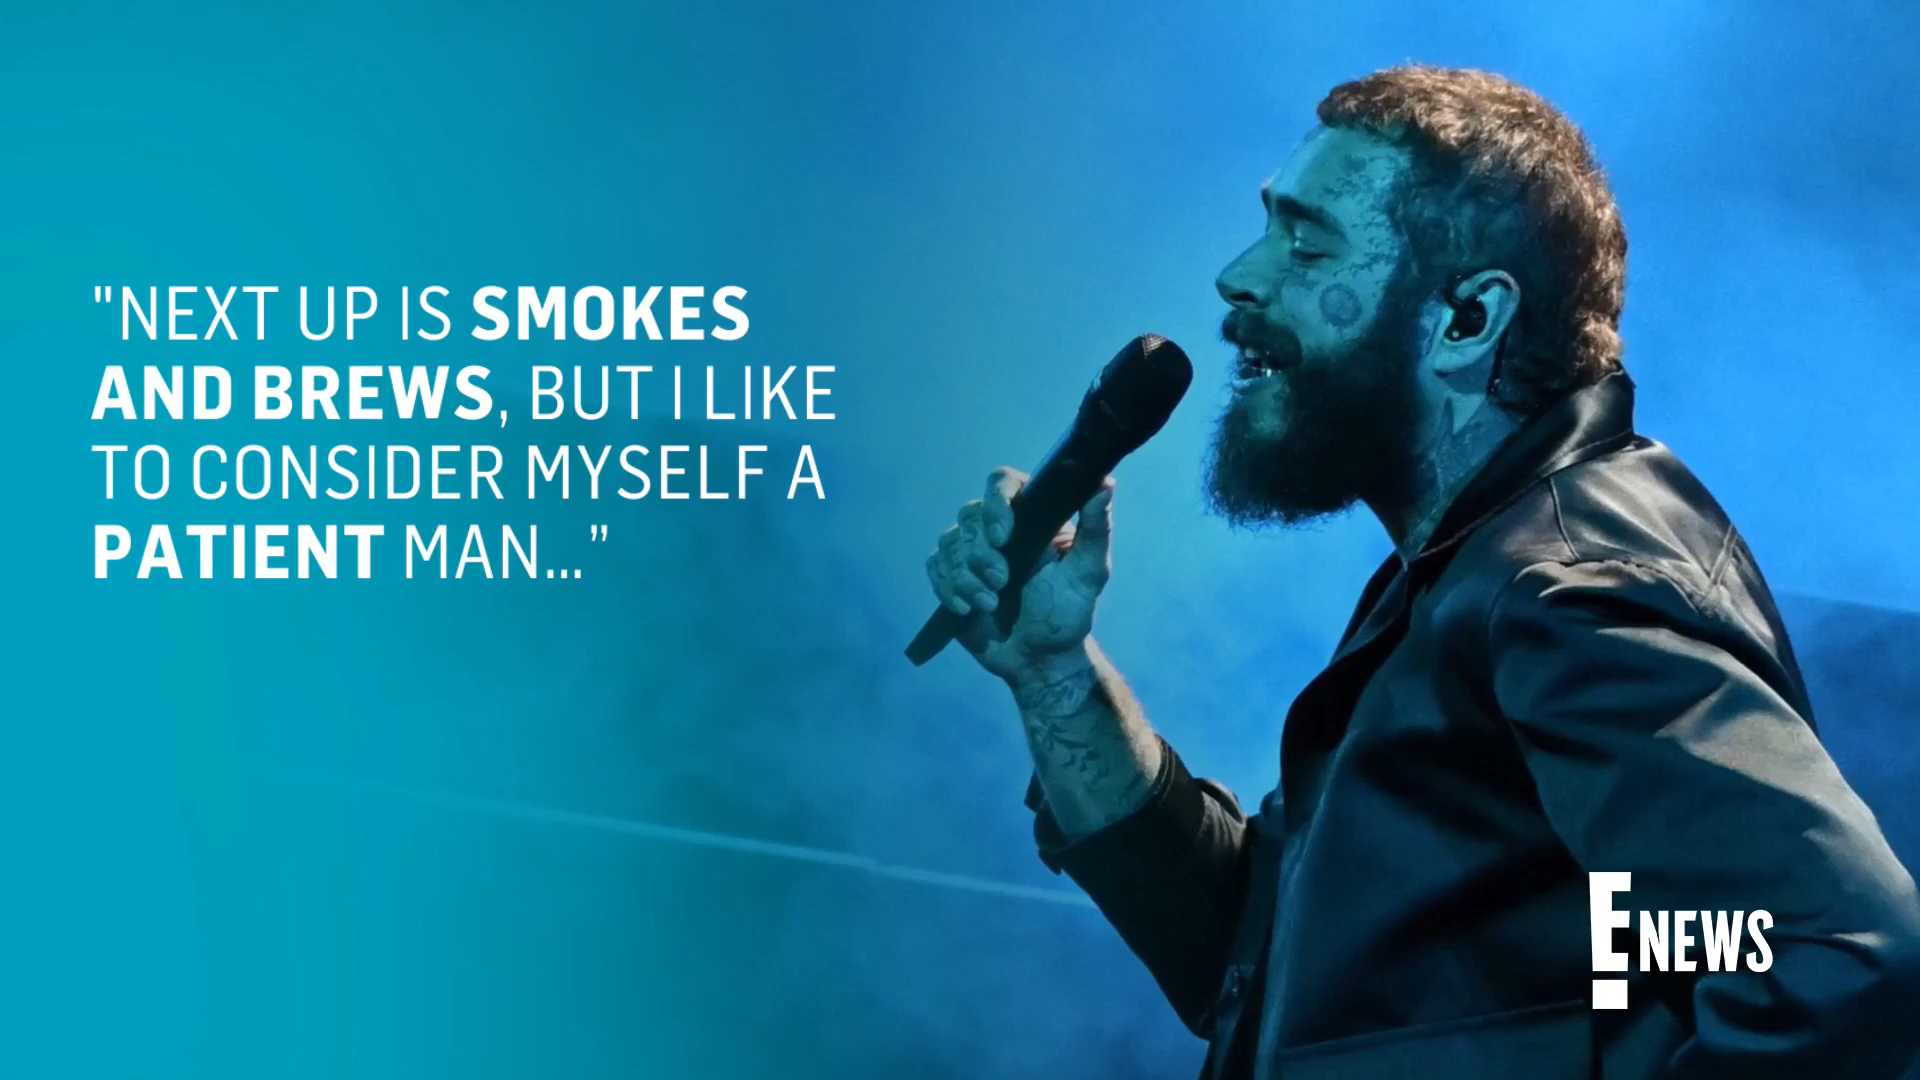 "NEXT UP IS SMOKES
AND BREWS, BUT I LIKE
TO CONSIDER MYSELF A
PATIENT MAN...”
E! NEWS